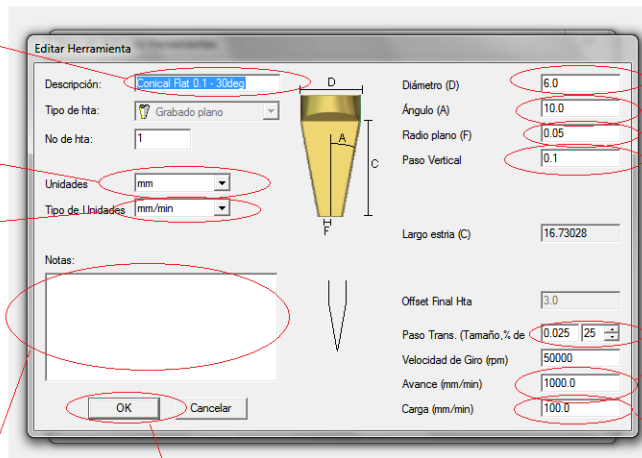 Editar Herramienta
Descripción: Conical Flat 0.1 - 30deg
Tipo de hta: Grabado plano
No de hta: 1
Unidades mm
Tipo de Unidades mm/min
Notas:
OK Cancelar
D
A
C
F
Diámetro (D) 6.0
Ángulo (A) 10.0
Radio plano (F) 0.05
Paso Vertical 0.1
Largo estria (C) 16.73028
Offset Final Hta 3.0
Paso Trans. (Tamaño,% de 0.025 25
Velocidad de Giro (rpm) 50000
Avance (mm/min) 1000.0
Carga (mm/min) 100.0